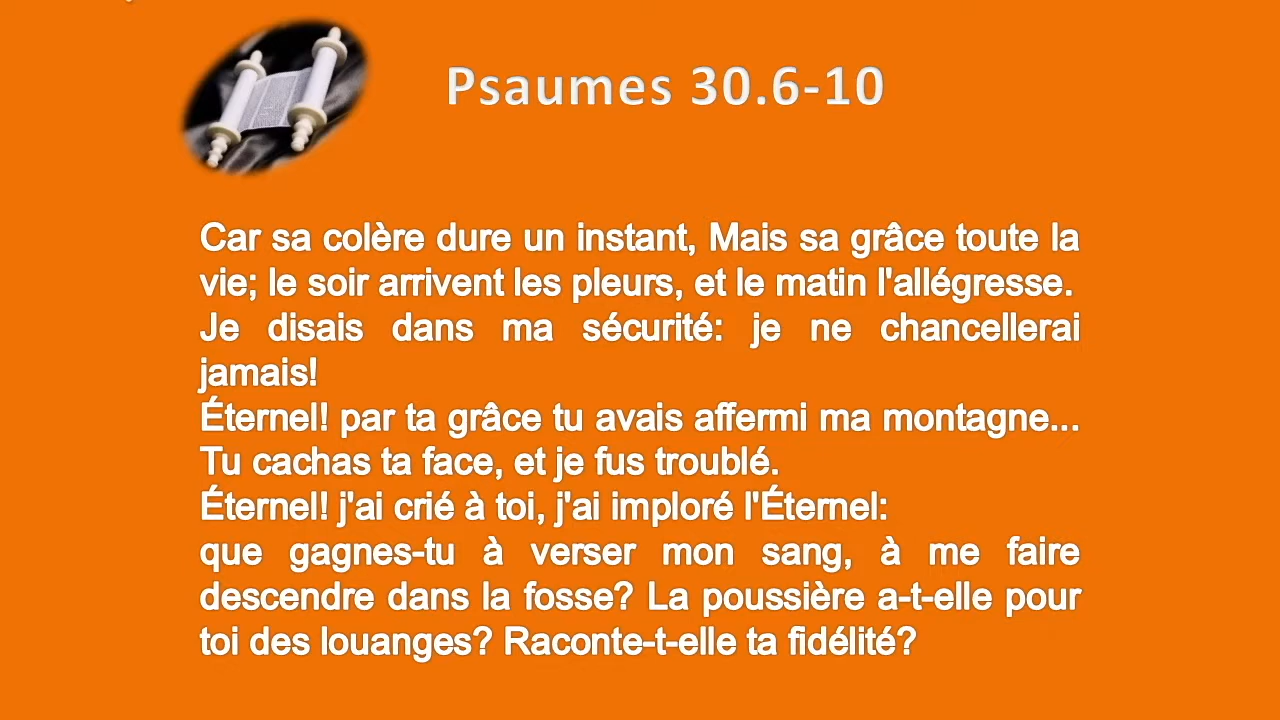 Psaumes 30.6-10
Car sa colère dure un instant, Mais sa grâce toute la
vie; le soir arrivent les pleurs, et le matin l'allégresse.
Je disais dans ma sécurité: je ne chancellerai
jamais!
Éternel! par ta grâce tu avais affermi ma montagne...
Tu cachas ta face, et je fus troublé.
Éternel! j'ai crié à toi, j'ai imploré l'Éternel:
que gagnes-tu à verser mon sang, à me faire
descendre dans la fosse? La poussière a-t-elle pour
toi des louanges? Raconte-t-elle ta fidélité?